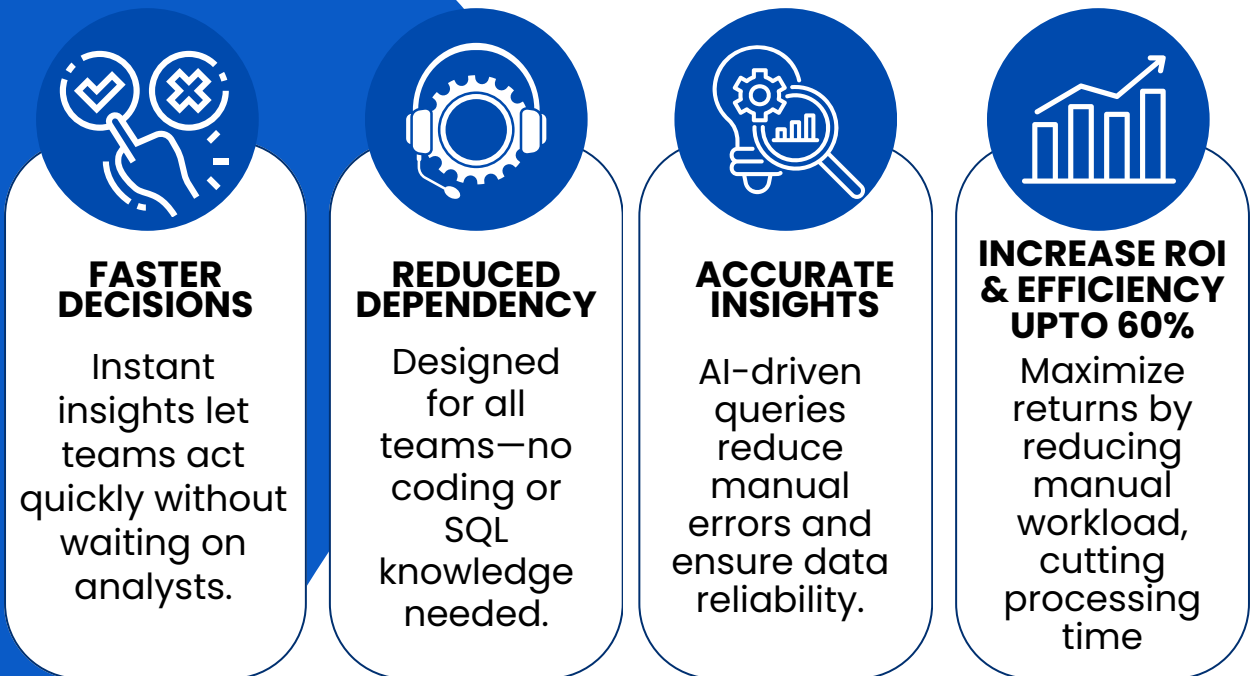 FASTER
DECISIONS
Instant
insights let
teams act
quickly without
waiting on
analysts.
REDUCED
DEPENDENCY
Designed
for all
teams—no
coding or
SQL
knowledge
needed.
ACCURATE
INSIGHTS
AI-driven
queries
reduce
manual
errors and
ensure data
reliability.
INCREASE ROI
& EFFICIENCY
UPTO 60%
Maximize
returns by
reducing
manual
workload,
cutting
processing
time